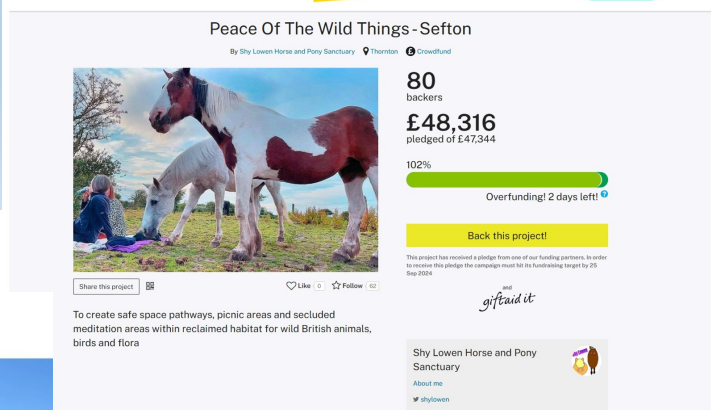 Peace Of The Wild Things - Sefton
By Shy Lowen Horse and Pony Sanctuary Thornton Crowdfund
80
backers
£48,316
pledged of £47,344
102%
Overfunding! 2 days left!
Back this project!
This project has received a pledge from one of our funding partners. In order
to receive this pledge the campaign must hit its fundraising target by 25
Sep 2024
and
giftaid it
Share this project
Like 0 Follow 62
To create safe space pathways, picnic areas and secluded
meditation areas within reclaimed habitat for wild British animals,
birds and flora
Shy Lowen Horse and Pony
Sanctuary
About me
shylowen